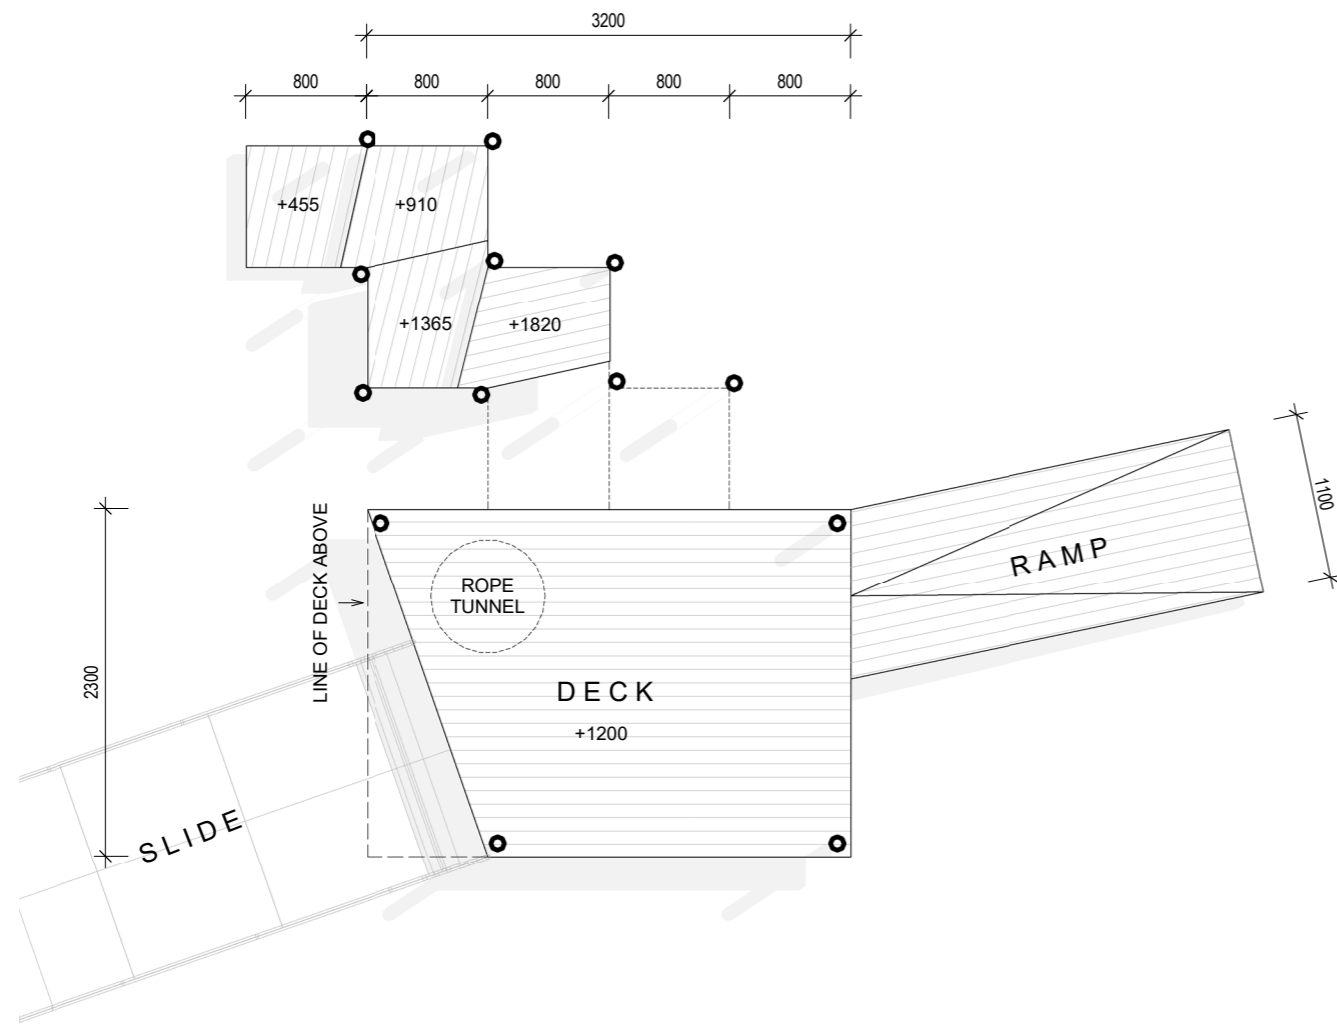 3200
800 800 800 800 800
+455 +910
+1365 +1820
1100
RAMP
LINE OF DECK ABOVE
ROPE
TUNNEL
2300
DECK
+1200
SLIDE